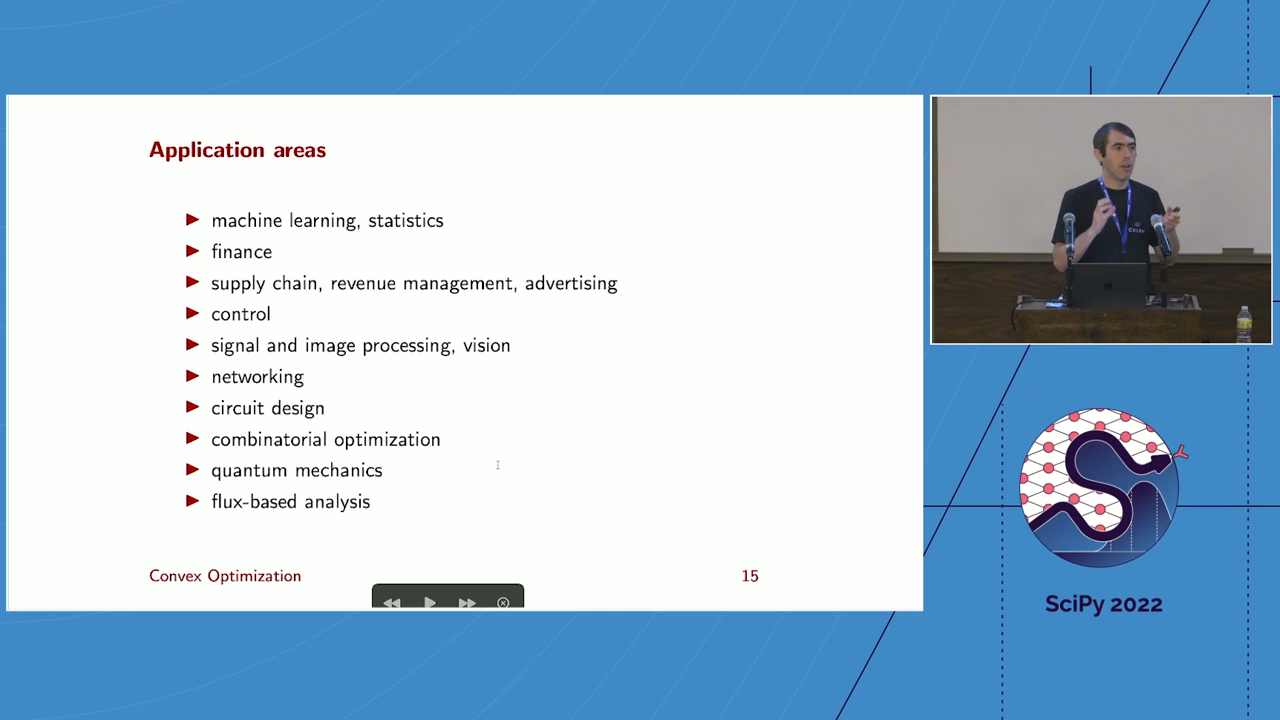 Application areas
machine learning, statistics
finance
supply chain, revenue management, advertising
control
signal and image processing, vision
networking
circuit design
combinatorial optimization
quantum mechanics
flux-based analysis
Convex Optimization
15
SciPy 2022